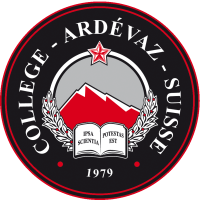 COLLEGE - ARDÉVAZ - SUISSE
IPSA SCIENTIA
POTESTAS EST
• 1979 •